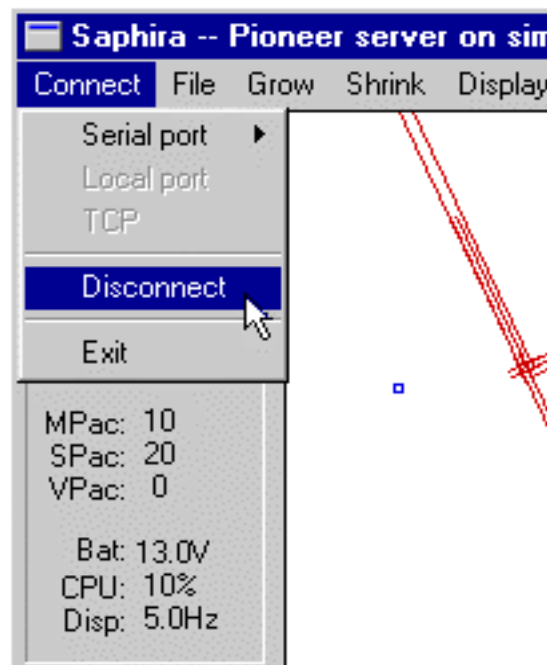 Saphira -- Pioneer server on sim
Connect File Grow Shrink Display
Serial port
Local port
TCP
Disconnect
Exit
MPac: 10
SPac: 20
VPac: 0
Bat: 13.0V
CPU: 10%
Disp: 5.0Hz